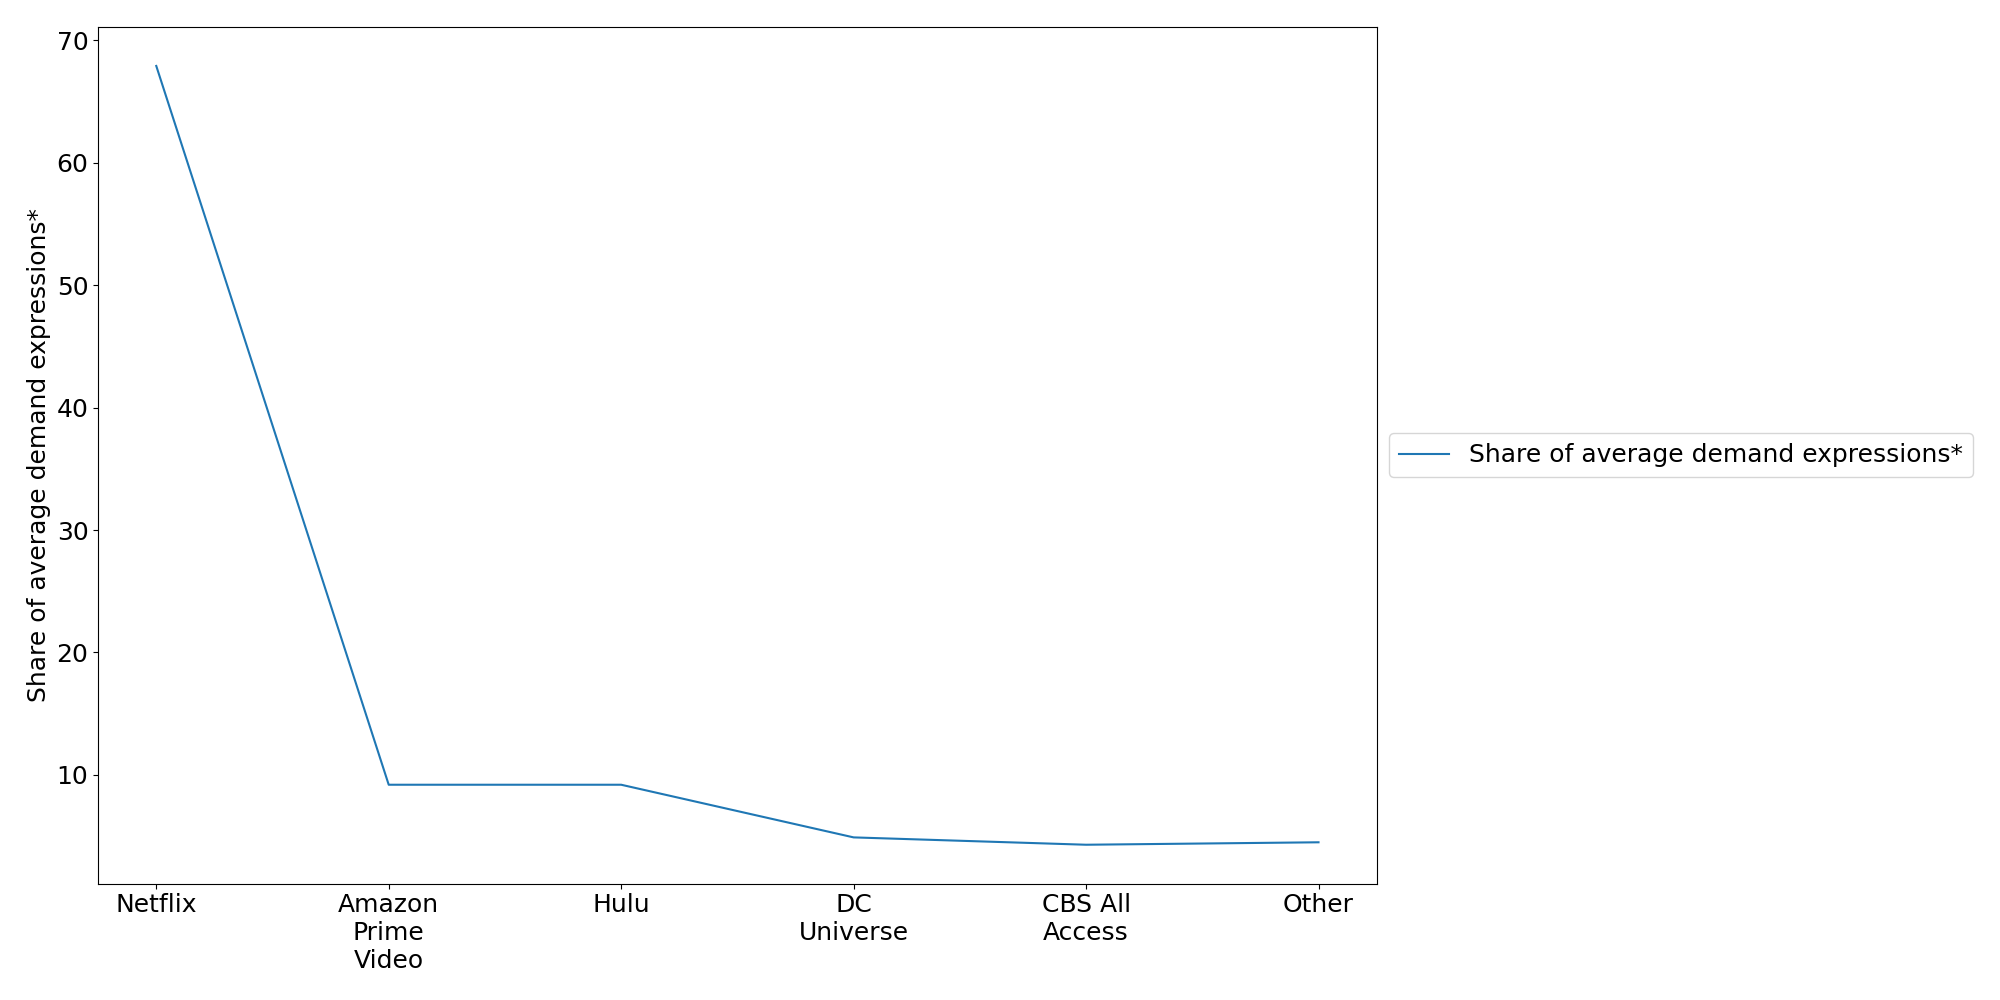 70
60
50
40
30
20
10
Share of average demand expressions*
Netflix
Amazon
Prime
Video
Hulu
DC
Universe
CBS All
Access
Other
Share of average demand expressions*